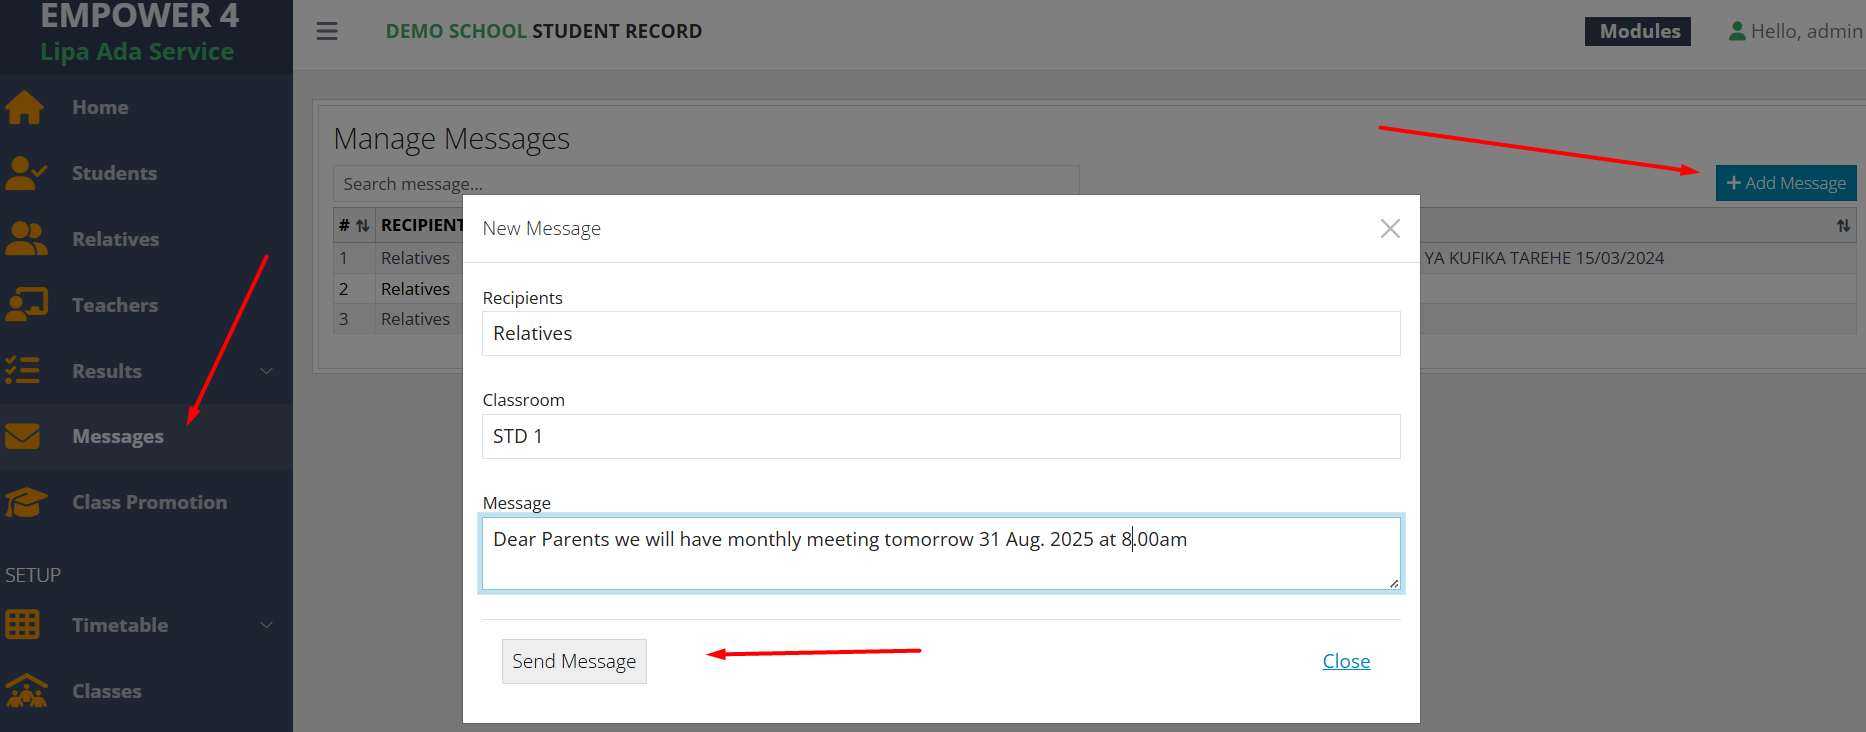 EMPOWER 4
Lipa Ada Service
Home
Students
Relatives
Teachers
Results
Messages
Class Promotion
SETUP
Timetable
Classes
DEMO SCHOOL STUDENT RECORD
Modules
Hello, admin
Manage Messages
Search message...
+ Add Message
# RECIPIENT
1 Relatives YA KUFIKA TAREHE 15/03/2024
2 Relatives
3 Relatives
New Message
Recipients
Relatives
Classroom
STD 1
Message
Dear Parents we will have monthly meeting tomorrow 31 Aug. 2025 at 8.00am
Send Message
Close